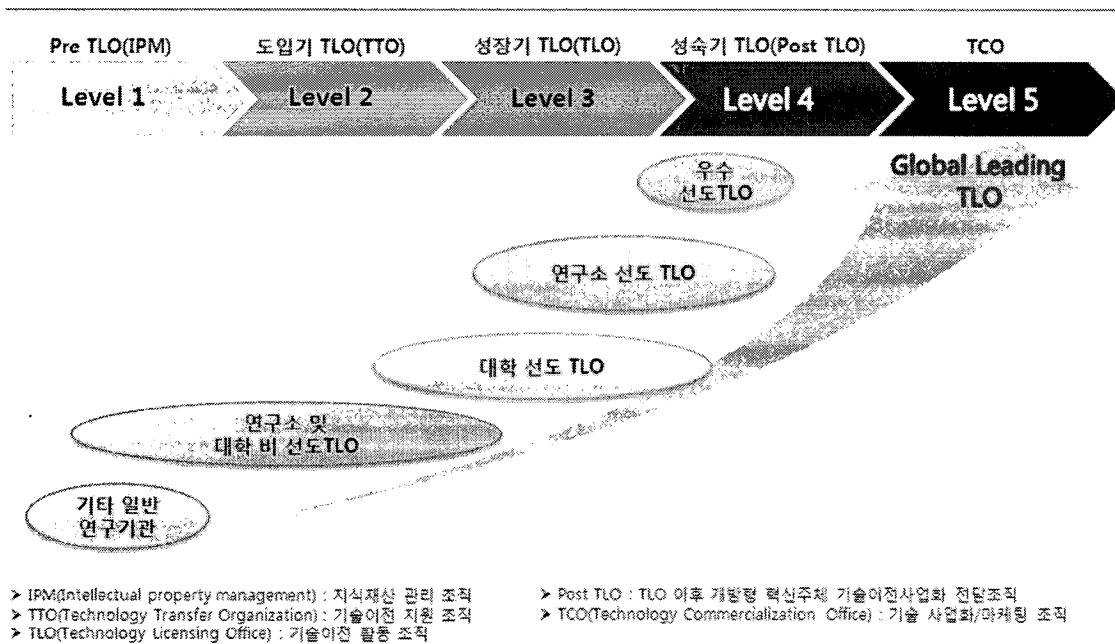 Pre TLO(IPM)
도입기 TLO(TTO)
성장기 TLO(TLO)
성숙기 TLO(Post TLO)
TCO
Level 1
Level 2
Level 3
Level 4
Level 5
우수
선도TLO
Global Leading
TLO
연구소 선도 TLO
대학 선도 TLO
연구소 및
대학 비 선도TLO
기타 일반
연구기관
➤ IPM(Intellectual property management) : 지식재산 관리 조직
➤ TTO(Technology Transfer Organization) : 기술이전 지원 조직
➤ TLO(Technology Licensing Office) : 기술이전 활동 조직
➤ Post TLO : TLO 이후 개방형 혁신주체 기술이전사업화 전담조직
➤ TCO(Technology Commercialization Office) : 기술 사업화/마케팅 조직